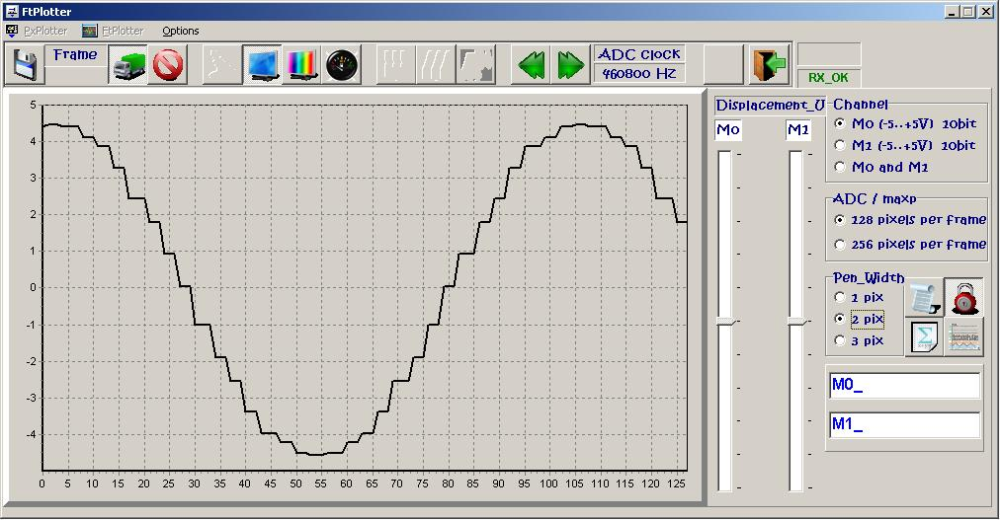 FtPlotter
PxPlotter FtPlotter Options
Frame
ADC clock
460800 HZ
RX_OK
5
4
3
2
1
0
-1
-2
-3
-4
0 5 10 15 20 25 30 35 40 45 50 55 60 65 70 75 80 85 90 95 100 105 110 115 120 125
Displacement_U
M0 M1
Channel
M0 (-5..+5V) 10bit
M1 (-5..+5V) 10bit
M0 and M1
ADC / maxp
128 pixels per frame
256 pixels per frame
Pen_Width
1 pix
2 pix
3 pix
M0_
M1_